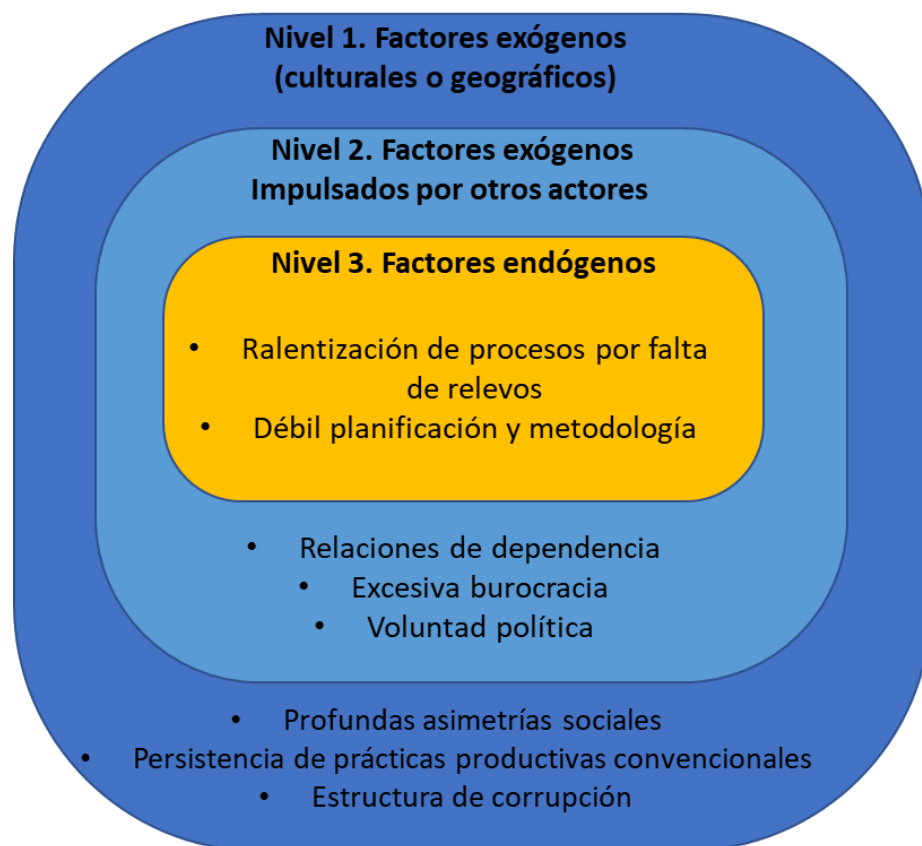 Nivel 1. Factores exógenos
(culturales o geográficos)
Nivel 2. Factores exógenos
Impulsados por otros actores
Nivel 3. Factores endógenos
• Ralentización de procesos por falta
de relevos
• Débil planificación y metodología
• Relaciones de dependencia
• Excesiva burocracia
• Voluntad política
• Profundas asimetrías sociales
• Persistencia de prácticas productivas convencionales
• Estructura de corrupción